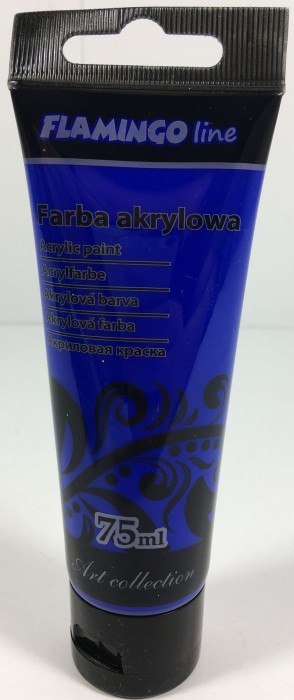 FLAMINGO line
Farba akrylowa
Acrylic paint
Acrylfarbe
Akrylová barva
Akrylová farba
Акриловая краска
75ml
Art collection